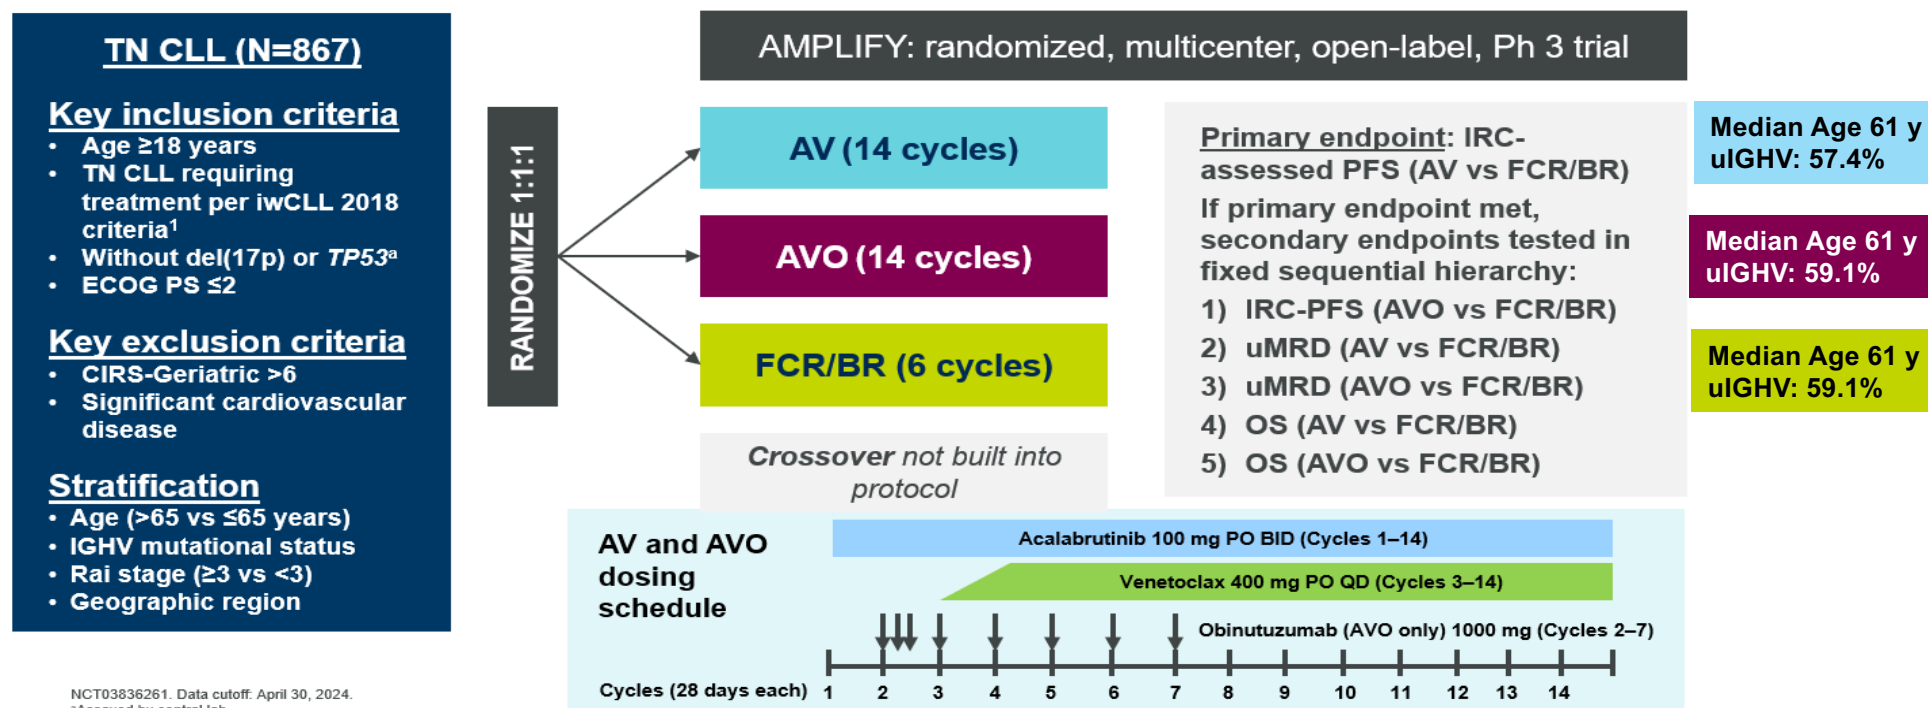 TN CLL (N=867)
Key inclusion criteria
• Age ≥18 years
• TN CLL requiring
treatment per iwCLL 2018
criteria¹
• Without del(17p) or TP53ᵃ
• ECOG PS ≤2
Key exclusion criteria
• CIRS-Geriatric >6
• Significant cardiovascular
disease
Stratification
• Age (>65 vs ≤65 years)
• IGHV mutational status
• Rai stage (≥3 vs <3)
• Geographic region
NCT03836261. Data cutoff: April 30, 2024.
AMPLIFY: randomized, multicenter, open-label, Ph 3 trial
RANDOMIZE 1:1:1
AV (14 cycles)
AVO (14 cycles)
FCR/BR (6 cycles)
Crossover not built into
protocol
Primary endpoint: IRC-
assessed PFS (AV vs FCR/BR)
If primary endpoint met,
secondary endpoints tested in
fixed sequential hierarchy:
1) IRC-PFS (AVO vs FCR/BR)
2) uMRD (AV vs FCR/BR)
3) uMRD (AVO vs FCR/BR)
4) OS (AV vs FCR/BR)
5) OS (AVO vs FCR/BR)
Median Age 61 y
uIGHV: 57.4%
Median Age 61 y
uIGHV: 59.1%
Median Age 61 y
uIGHV: 59.1%
AV and AVO
dosing
schedule
Acalabrutinib 100 mg PO BID (Cycles 1–14)
Venetoclax 400 mg PO QD (Cycles 3–14)
Obinutuzumab (AVO only) 1000 mg (Cycles 2–7)
Cycles (28 days each) 1 2 3 4 5 6 7 8 9 10 11 12 13 14